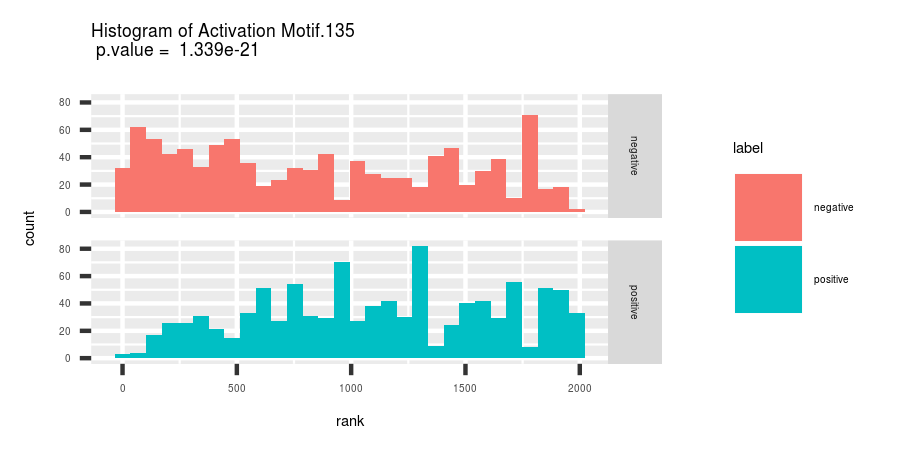 Histogram of Activation Motif.135
p.value = 1.339e-21
80
60
40
20
0
negative
80
60
40
20
0
positive
0 500 1000 1500 2000
rank
count
label
negative
positive